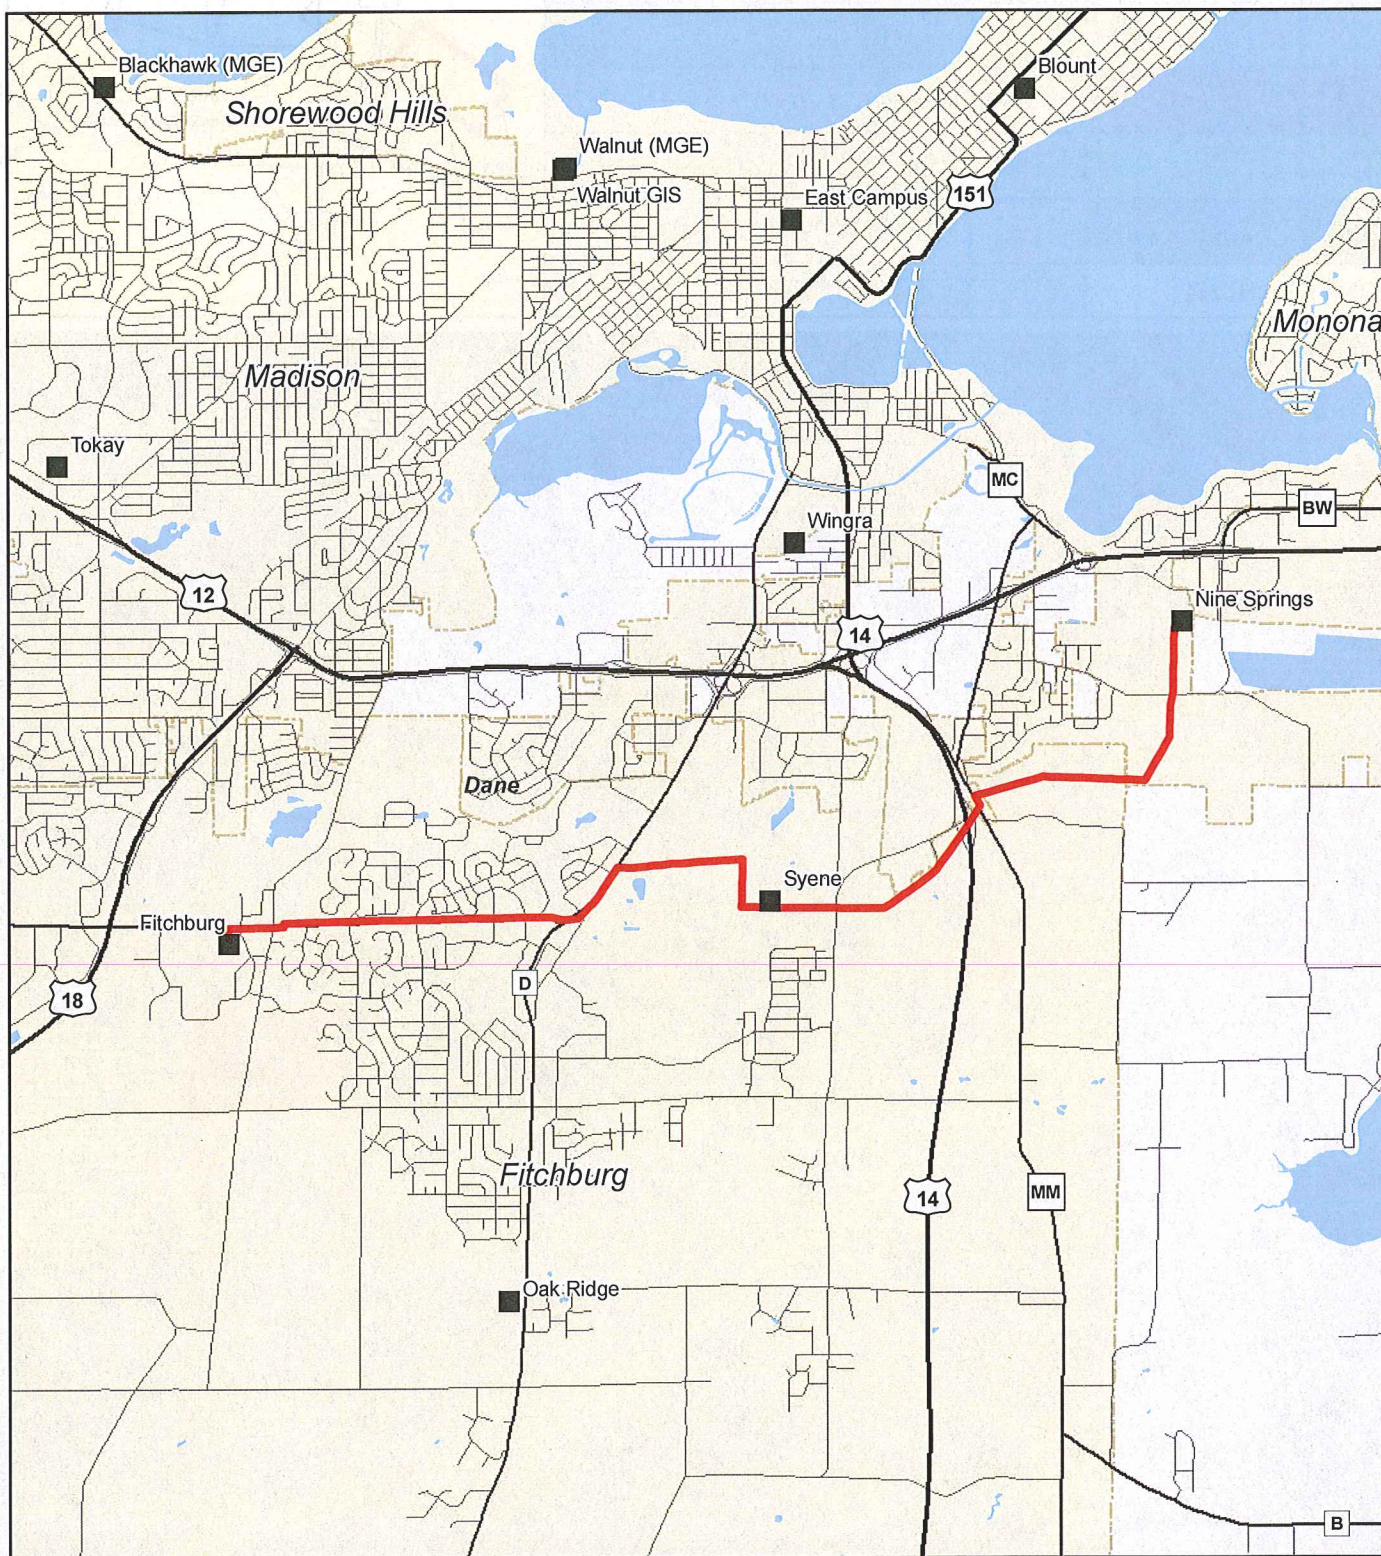 Blackhawk (MGE)
Blount
Shorewood Hills
Walnut (MGE)
Walnut GIS
East Campus
151
Monona
Madison
Tokay
MC
BW
Wingra
12
Nine Springs
14
Dane
Syene
Fitchburg
D
18
Fitchburg
14
MM
Oak Ridge
B